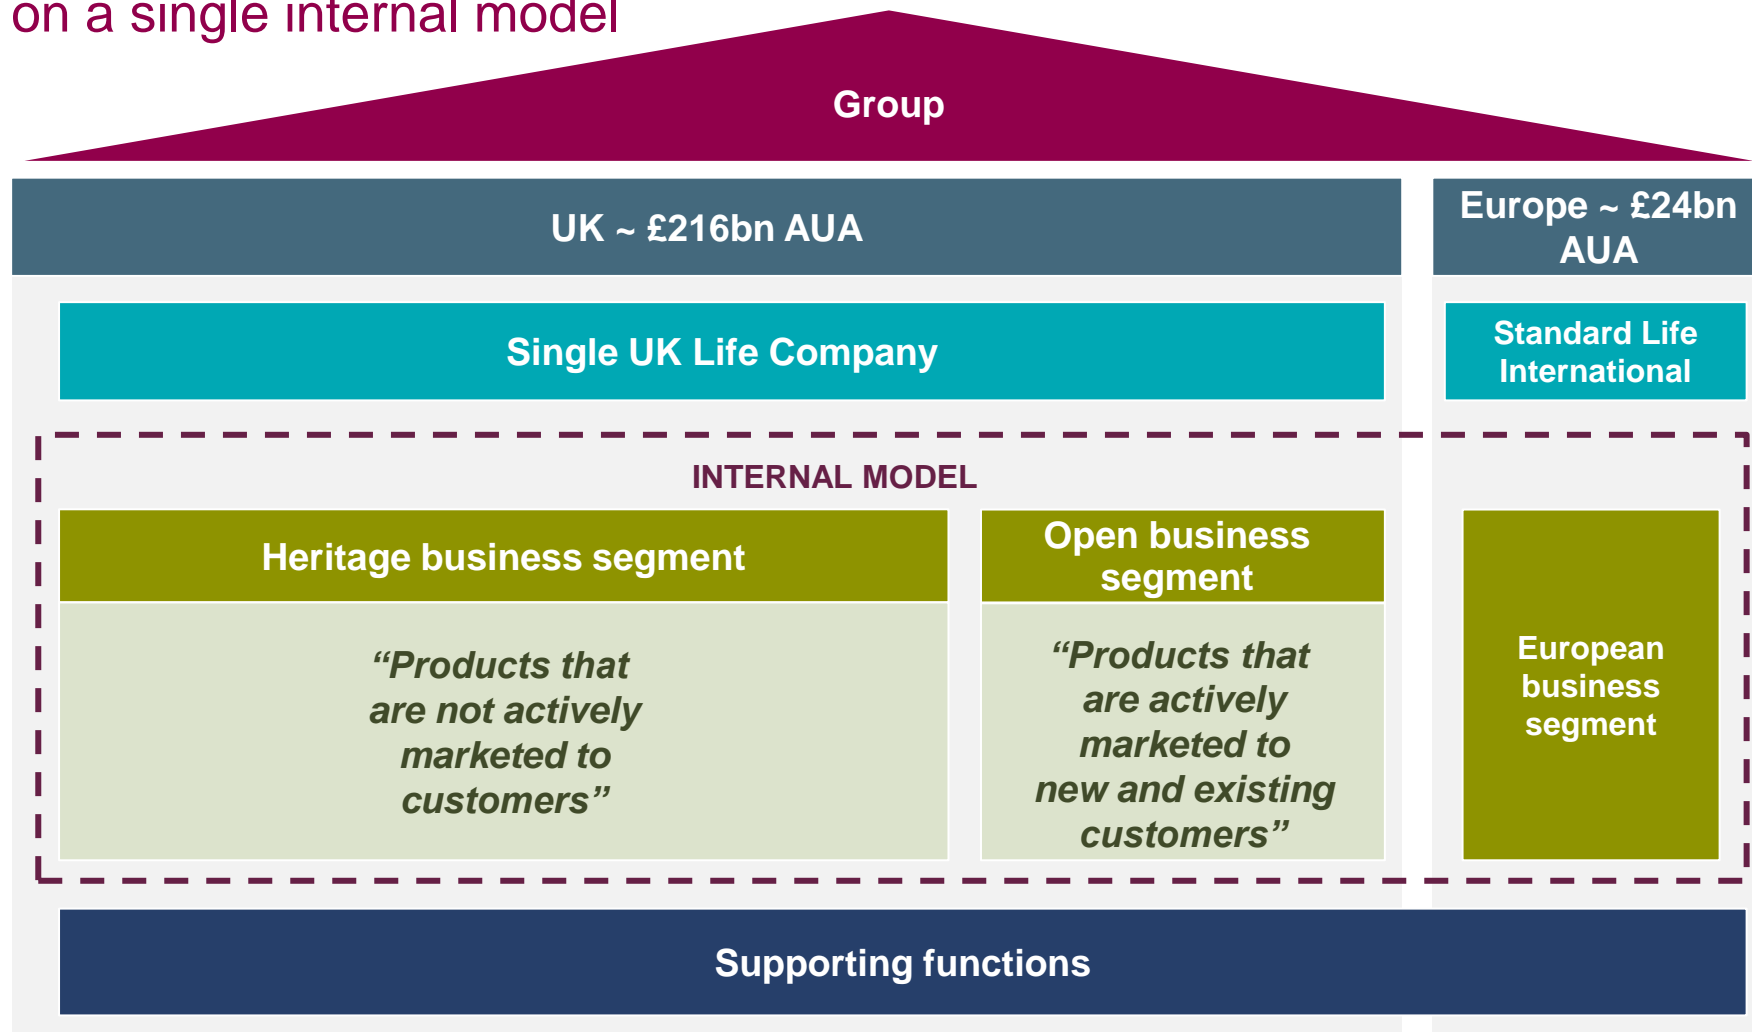 on a single internal model
Group
UK ~ £216bn AUA
Europe ~ £24bn
AUA
Single UK Life Company
Standard Life
International
INTERNAL MODEL
Heritage business segment
Open business
segment
“Products that
are not actively
marketed to
customers”
“Products that
are actively
marketed to
new and existing
customers”
European
business
segment
Supporting functions